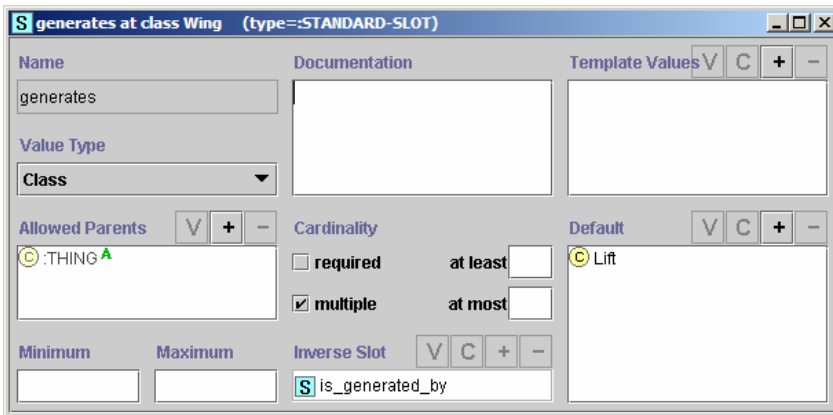 S generates at class Wing (type=:STANDARD-SLOT)
Name
generates
Value Type
Class
Documentation
Template Values V C + -
Allowed Parents V + -
C :THING A
Cardinality
required at least
multiple at most
Default V C + -
C Lift
Minimum
Maximum
Inverse Slot V C + -
S is_generated_by